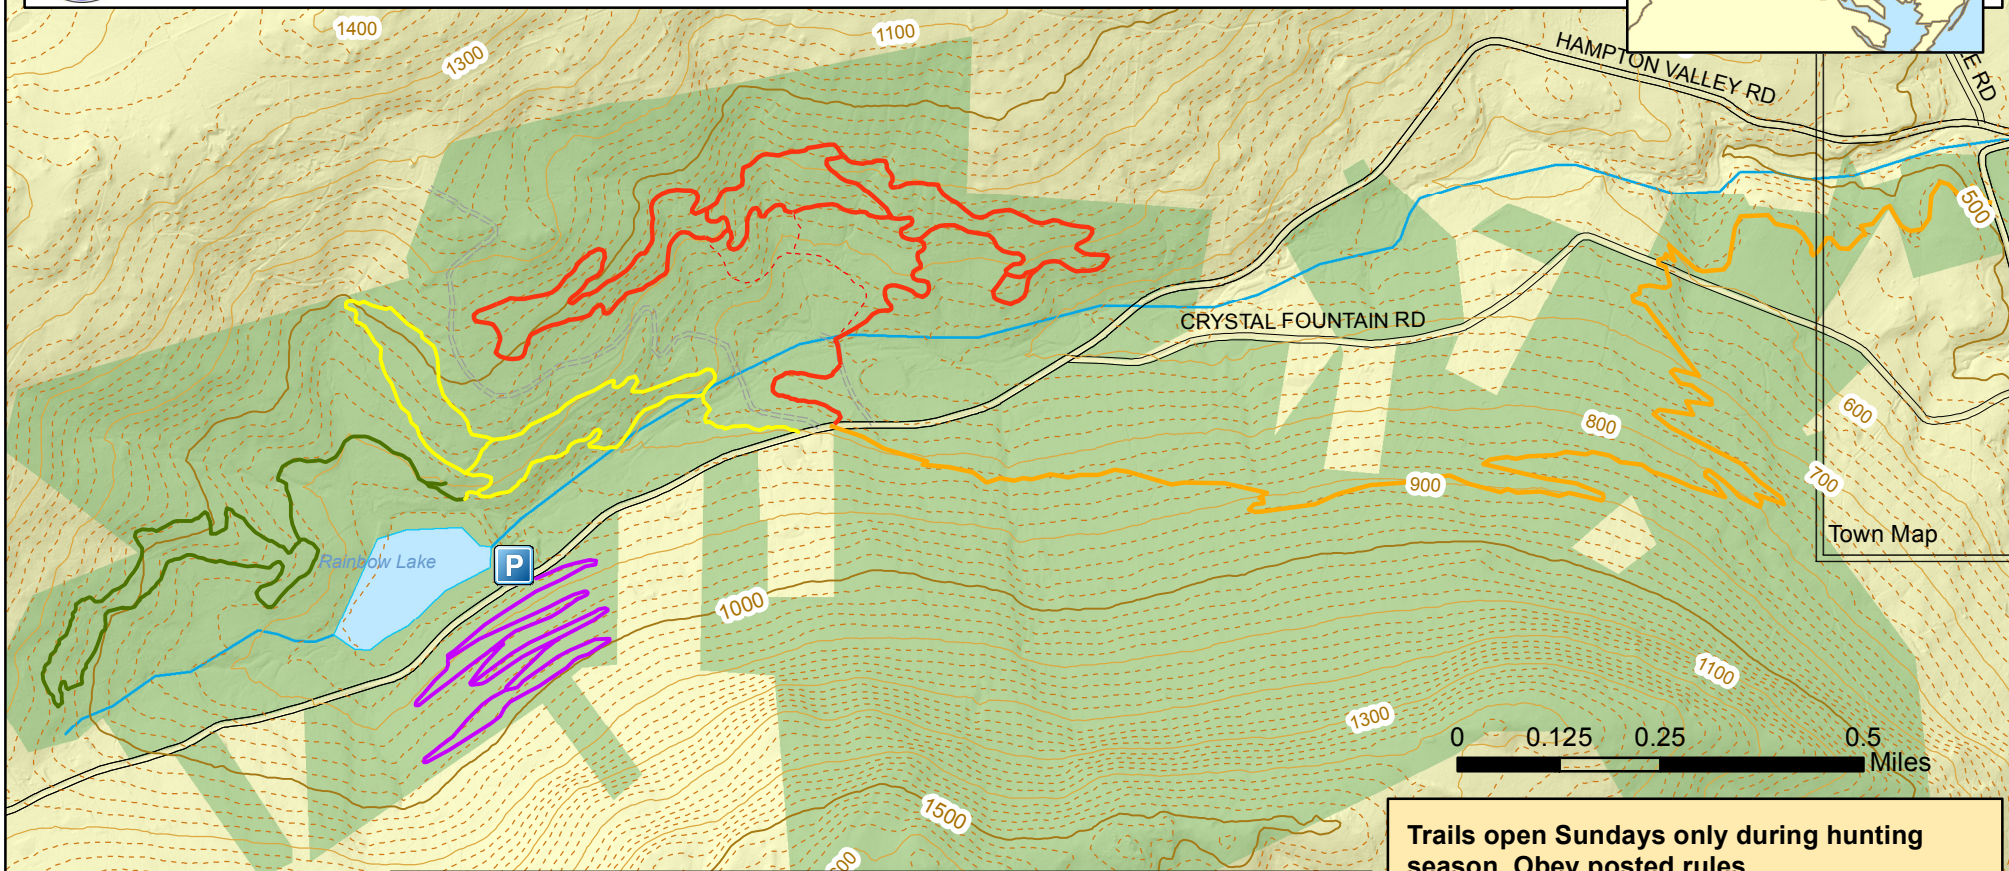 1400
1300
1100
HAMPTON VALLEY RD
RD
500
CRYSTAL FOUNTAIN RD
600
800
900
700
Town Map
Rainbow Lake
P
1000
1100
1300
0 0.125 0.25 0.5
Miles
1500
Trails open Sundays only during hunting
season. Obey posted rules